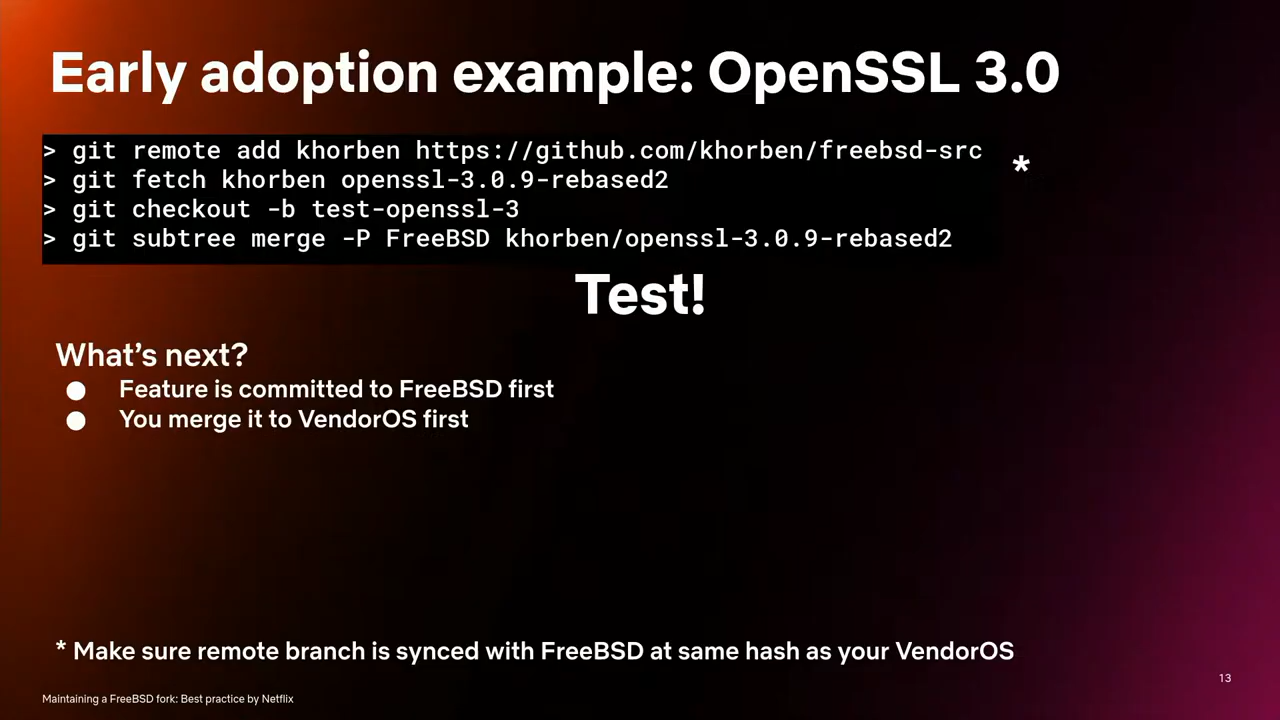 Early adoption example: OpenSSL 3.0
> git remote add khorben https://github.com/khorben/freebsd-src
*
> git fetch khorben openssl-3.0.9-rebased2
> git checkout -b test-openssl-3
> git subtree merge -P FreeBSD khorben/openssl-3.0.9-rebased2
Test!
What’s next?
● Feature is committed to FreeBSD first
● You merge it to VendorOS first
* Make sure remote branch is synced with FreeBSD at same hash as your VendorOS
13
Maintaining a FreeBSD fork: Best practice by Netflix